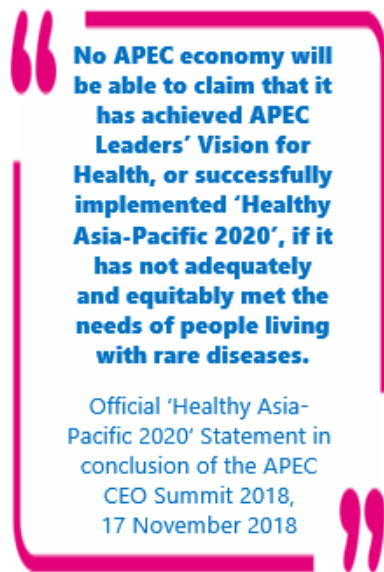 No APEC economy will
be able to claim that it
has achieved APEC
Leaders’ Vision for
Health, or successfully
implemented ‘Healthy
Asia-Pacific 2020’, if it
has not adequately
and equitably met the
needs of people living
with rare diseases.
Official ‘Healthy Asia-
Pacific 2020’ Statement in
conclusion of the APEC
CEO Summit 2018,
17 November 2018